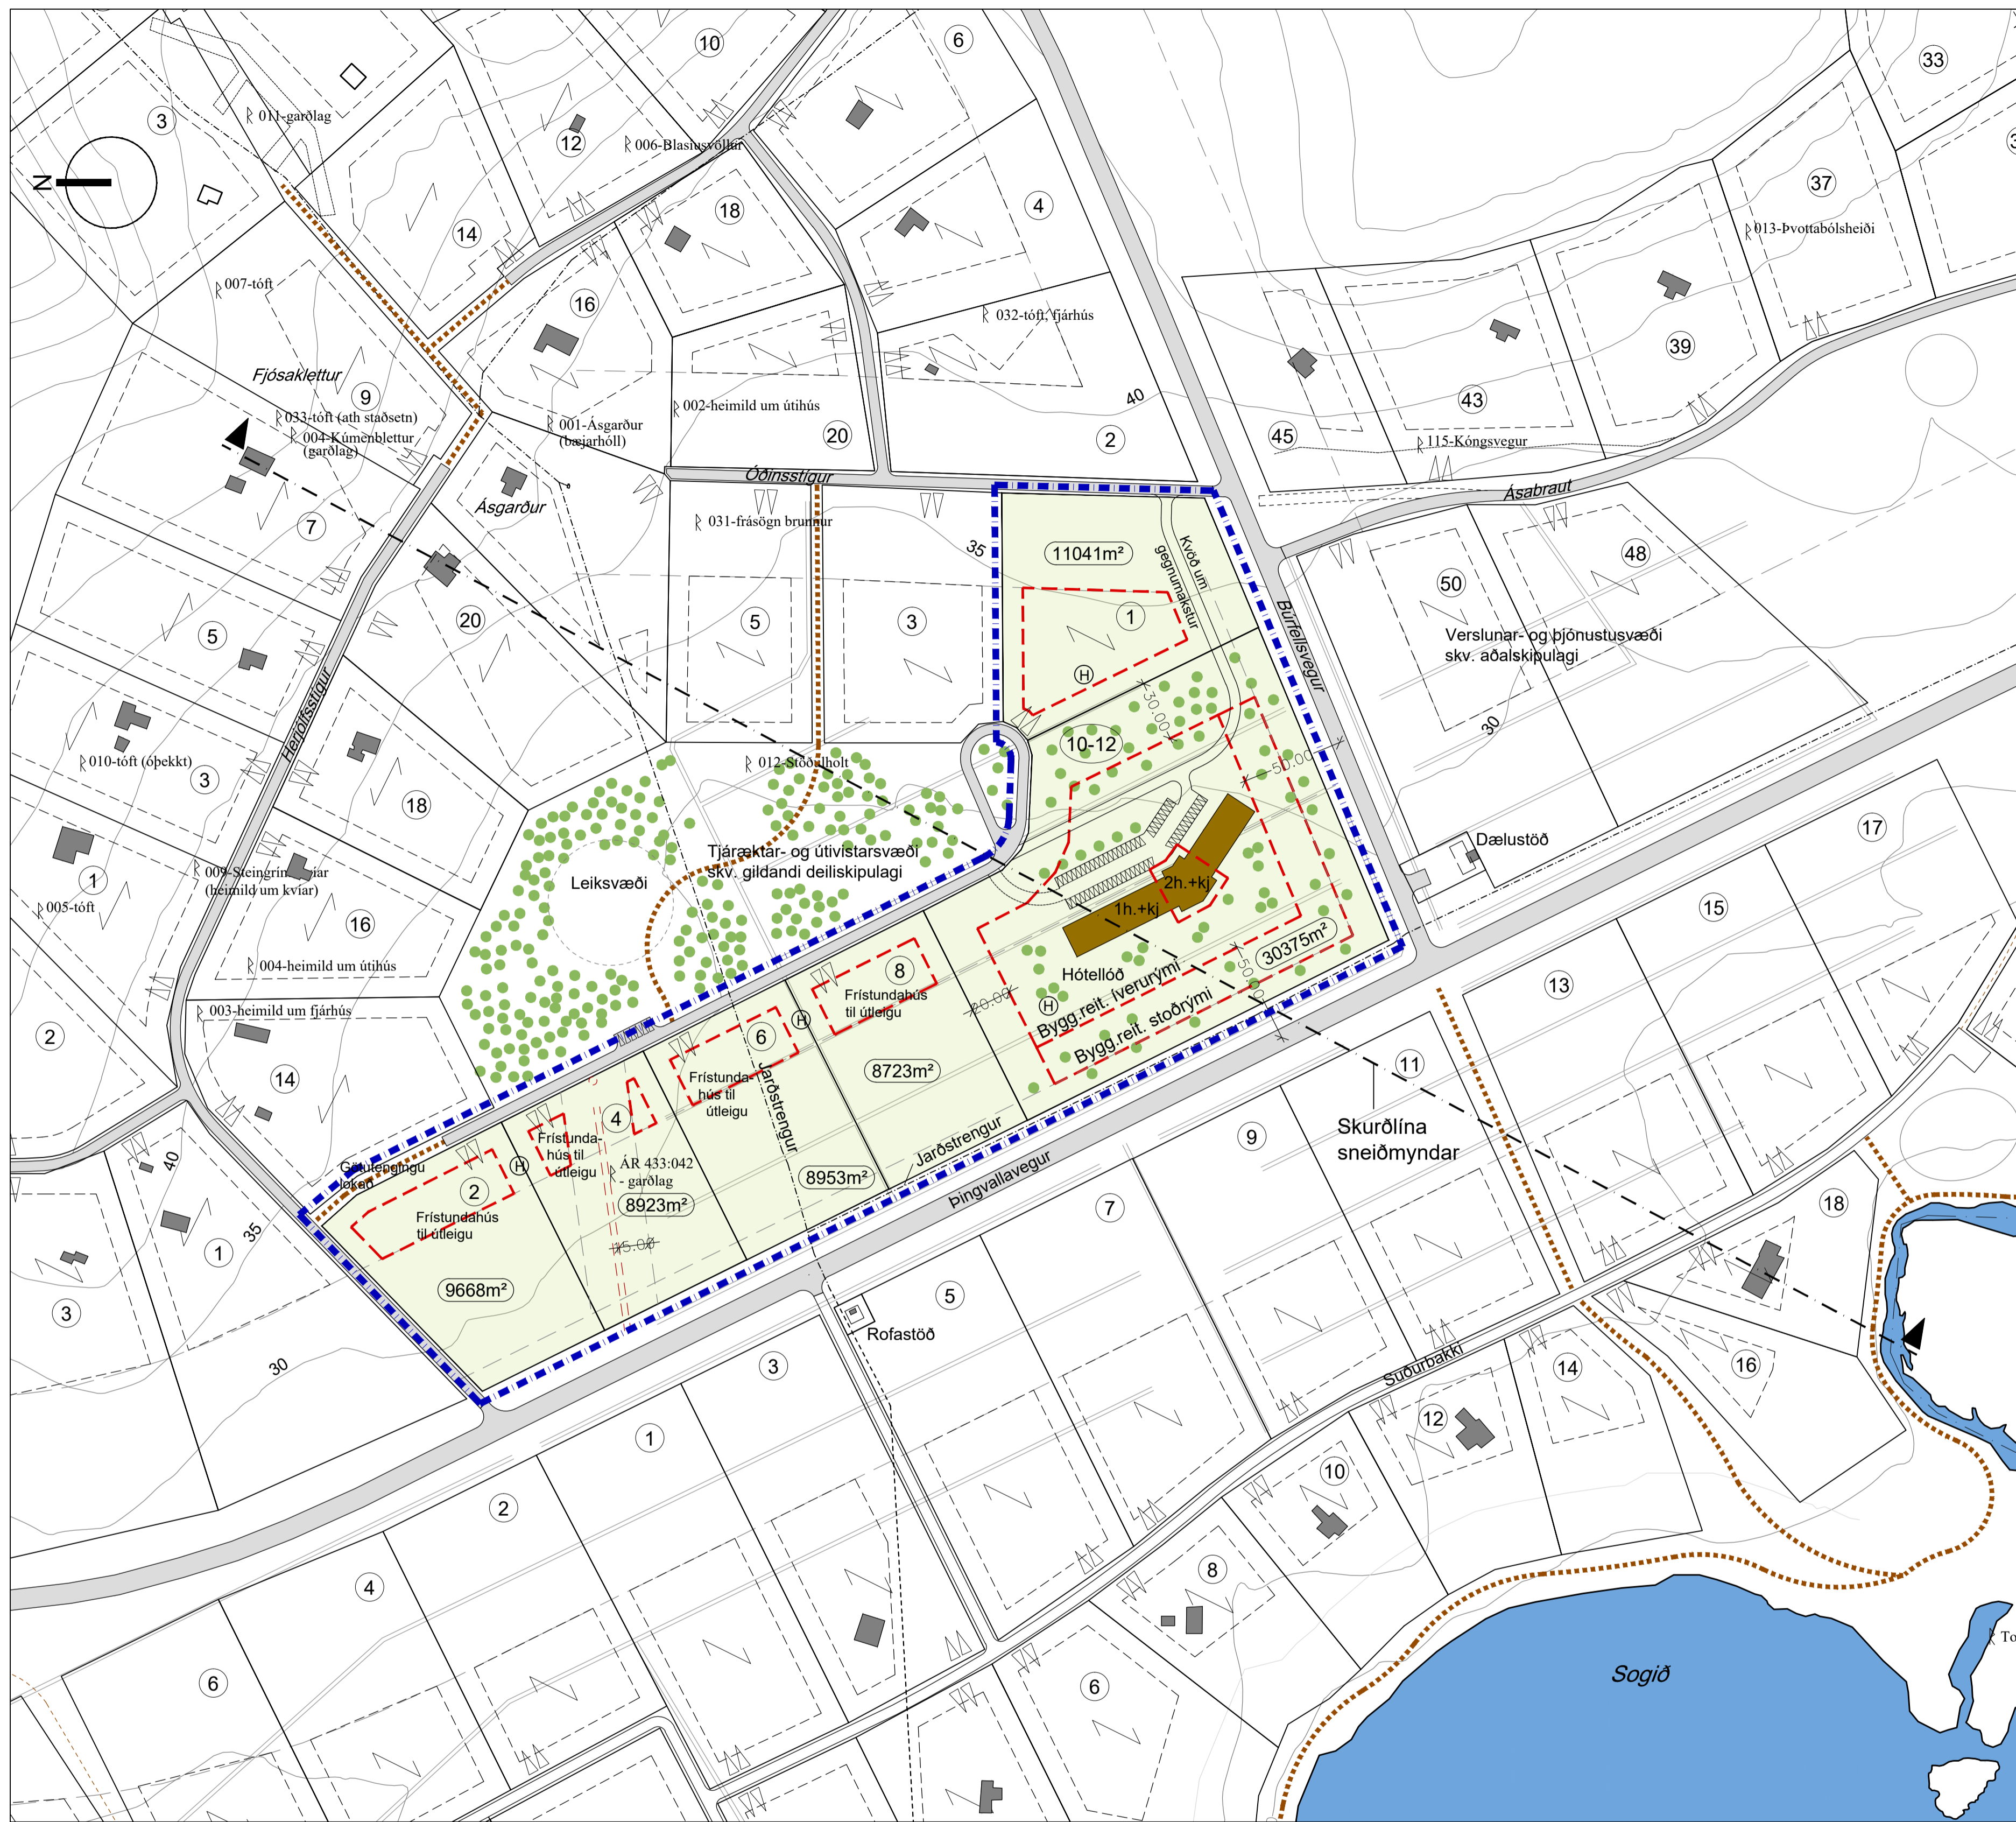 10
6
33
3
011-garðlag
12
006-Blasiusvöllur
N
18
4
37
14
013-Þvottabólsheiði
007-tóft
16
032-tóft, fjárhús
39
Fjósaklettur
9
40
43
002-heimild um útihús
033-tóft (ath staðsetn)
001-Ásgarður
(bæjarhóll)
004-Kúmenblettur
(garðlag)
20
2
45
115-Kóngsvegur
Óðinsstígur
Ásabraut
Ásgarður
7
031-frásögn brunnur
35
11041m²
Kvöð um
gegnumakstur
48
50
1
20
5
3
5
Búrfellsvegur
Verslunar- og þjónustusvæði
skv. aðalskipulagi
H
30.00
30
Herjólfsstígur
010-tóft (óþekkt)
3
10-12
50.00
012-Stöðulholt
18
17
Dælustöð
Tjáræktar- og útivistarsvæði
skv. gildandi deiliskipulagi
Leiksvæði
1
(heimild um kvíar)
005-tóft
2h.+kj
1h.+kj
15
16
30375m²
004-heimild um útihús
Hótellóð
8
Frístundahús
til útleigu
20.00
H
50.0
Bygg.reit. íverurými
Bygg.reit. stoðrými
13
003-heimild um fjárhús
2
H
6
Frístunda-
hús til
útleigu
Jarðstrengur
8723m²
11
14
4
Frístunda-
hús til
útleigu
Skurðlína
sneiðmyndar
9
Jarðstrengur
40
Götutengingu
lokað
H
ÁR 433:042
- garðlag
8953m²
Þingvallavegur
2
Frístundahús
til útleigu
8923m²
15.00
7
18
1
35
9668m²
3
5
Rofastöð
30
3
Suðurbakki
14
16
12
1
10
2
8
4
6
6
Sogið
To